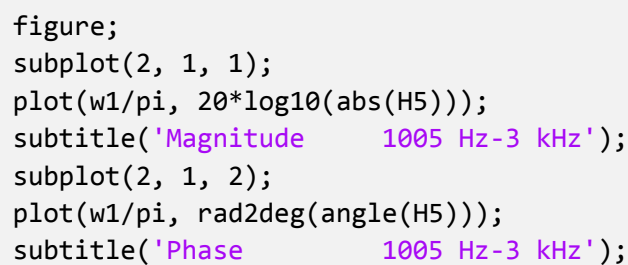 figure;
subplot(2, 1, 1);
plot(w1/pi, 20*log10(abs(H5)));
subtitle('Magnitude     1005 Hz-3 kHz');
subplot(2, 1, 2);
plot(w1/pi, rad2deg(angle(H5)));
subtitle('Phase         1005 Hz-3 kHz');